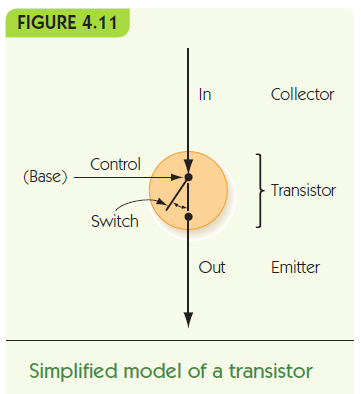 FIGURE 4.11
In Collector
Control
(Base)
Transistor
Switch
Out Emitter
Simplified model of a transistor